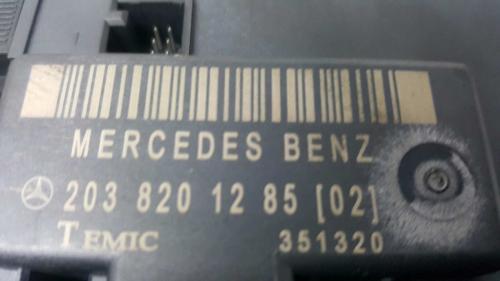 MERCEDES BENZ
203 820 12 85 [02]
TEMIC 351320